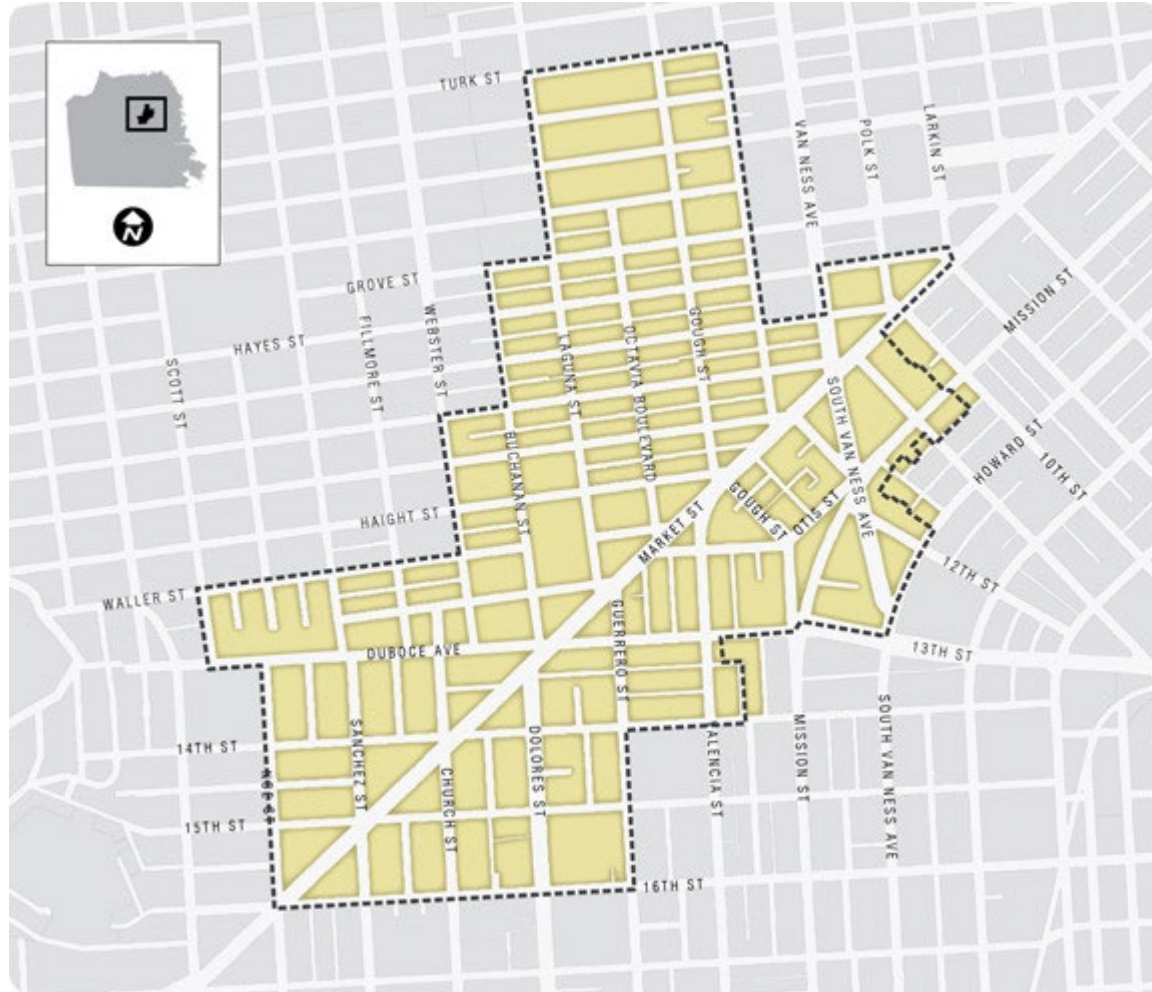 TURK ST
N
VAN NESS AVE
POLK ST
LARKIN ST
GROVE ST
MISSION ST
HAYES ST
FILLMORE ST
WEBSTER ST
SCOTT ST
LAGUNA ST
OCTAVIA BOULEVARD
GOUGH ST
BUCHANAN ST
SOUTH VAN NESS AVE
HOWARD ST
10TH ST
HAIGHT ST
MARKET ST
GOUGH ST
OTIS ST
12TH ST
WALLER ST
GUERRERO ST
DUBOCE AVE
13TH ST
14TH ST
SANCHEZ ST
CHURCH ST
DOLORES ST
ALENCIA ST
MISSION ST
SOUTH VAN NESS AVE
15TH ST
16TH ST